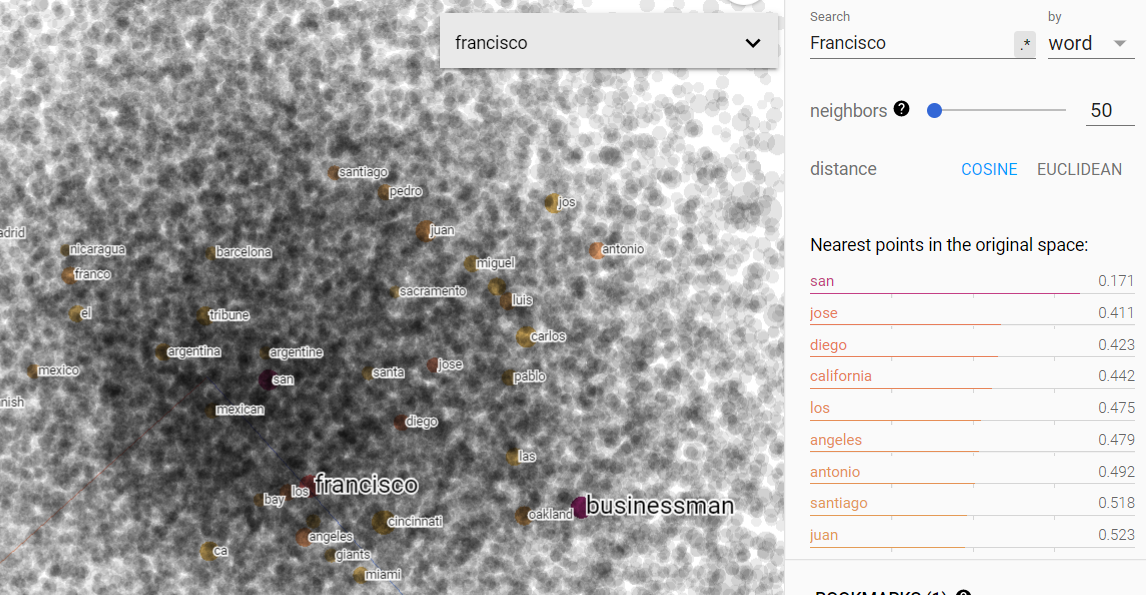 francisco
santiago
pedro
jos
juan
adrid
nicaragua
barcelona
antonio
franco
miguel
sacramento
luis
el
tribune
carlos
argentina
argentine
mexico
san
santa
jose
pablo
nish
mexican
diego
las
francisco
bay
los
businessman
cincinnati
oakland
angeles
ca
giants
miami
Search
by
Francisco
.*
word
neighbors
?
50
distance
COSINE
EUCLIDEAN
Nearest points in the original space:
san 0.171
jose 0.411
diego 0.423
california 0.442
los 0.475
angeles 0.479
antonio 0.492
santiago 0.518
juan 0.523